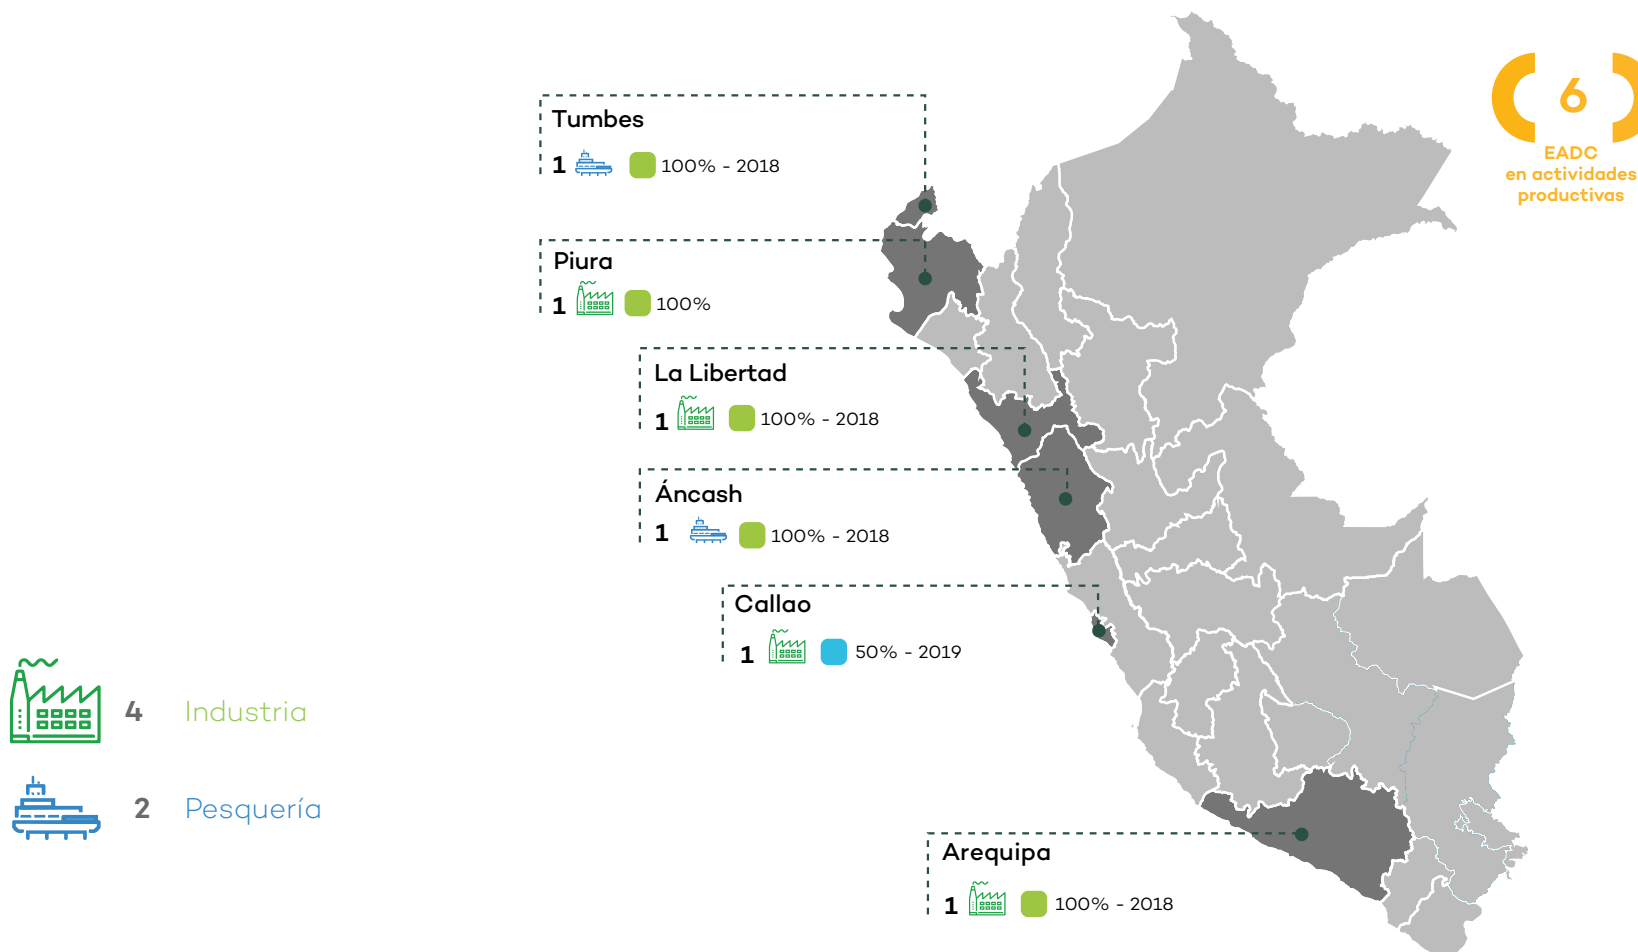 6
EADC
en actividades
productivas
Tumbes
1 100% - 2018
Piura
1 100%
La Libertad
1 100% - 2018
Áncash
1 100% - 2018
Callao
1 50% - 2019
4 Industria
2 Pesquería
Arequipa
1 100% - 2018